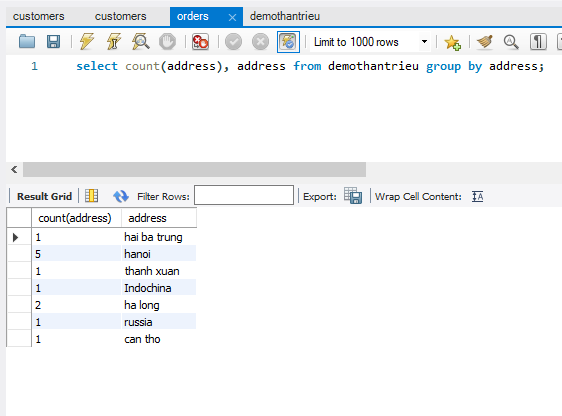 customers customers orders demothantrieu
Limit to 1000 rows
1 select count(address), address from demothantrieu group by address;
Result Grid Filter Rows: Export: Wrap Cell Content:
count(address) address
1 hai ba trung
5 hanoi
1 thanh xuan
1 Indochina
2 ha long
1 russia
1 can tho